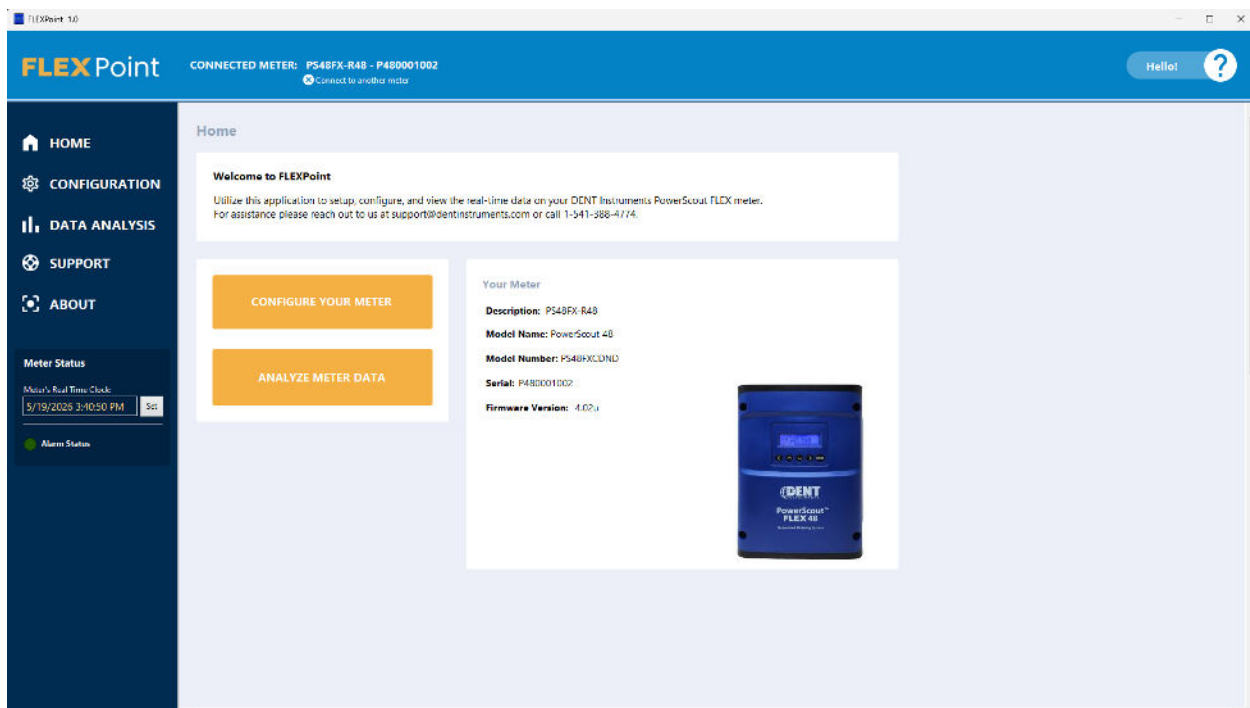 FLEXPoint 1.0
FLEX Point
CONNECTED METER: PS48FX-R48 - P480001002
Connect to another meter
Hello!
?
HOME
CONFIGURATION
DATA ANALYSIS
SUPPORT
ABOUT
Meter Status
Meter's Real Time Clock:
5/19/2026 3:40:50 PM Set
Alarm Status
Home
Welcome to FLEXPoint
Utilize this application to setup, configure, and view the real-time data on your DENT Instruments PowerScout FLEX meter.
For assistance please reach out to us at support@dentinstruments.com or call 1-541-388-4774.
CONFIGURE YOUR METER
ANALYZE METER DATA
Your Meter
Description: PS48FX-R48
Model Name: PowerScout 48
Model Number: PS48FXCDND
Serial: P480001002
Firmware Version: 4.02u
DENT
PowerScout™
FLEX 48